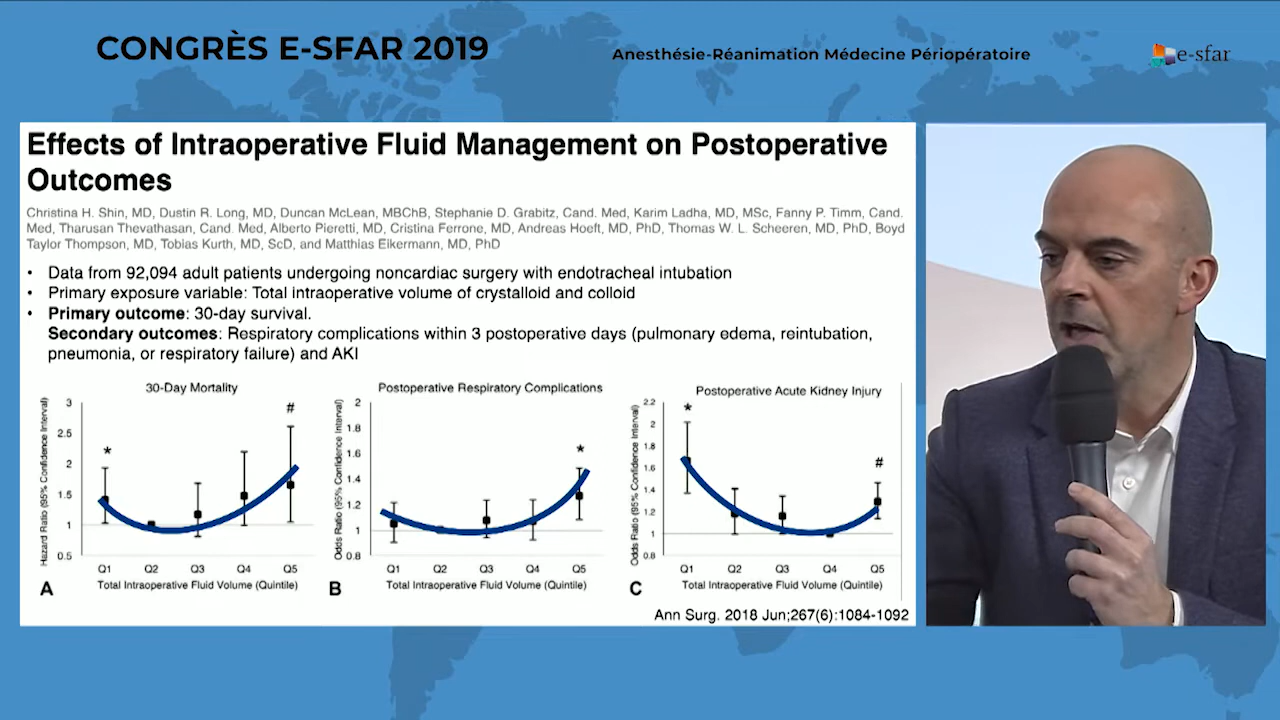 CONGRÈS E-SFAR 2019
Anesthésie-Réanimation Médecine Périopératoire
e-sfar
Effects of Intraoperative Fluid Management on Postoperative
Outcomes
Christina H. Shin, MD, Dustin R. Long, MD, Duncan McLean, MBChB, Stephanie D. Grabitz, Cand. Med, Karim Ladha, MD, MSc, Fanny P. Timm, Cand.
Med, Tharusan Thevathasan, Cand. Med, Alberto Pieretti, MD, Cristina Ferrone, MD, Andreas Hoeft, MD, PhD, Thomas W. L. Scheeren, MD, PhD, Boyd
Taylor Thompson, MD, Tobias Kurth, MD, ScD, and Matthias Eikermann, MD, PhD
• Data from 92,094 adult patients undergoing noncardiac surgery with endotracheal intubation
• Primary exposure variable: Total intraoperative volume of crystalloid and colloid
• Primary outcome: 30-day survival.
Secondary outcomes: Respiratory complications within 3 postoperative days (pulmonary edema, reintubation,
pneumonia, or respiratory failure) and AKI
30-Day Mortality
Hazard Ratio (95% Confidence Interval)
3
2.5
2
1.5
1
0.5
*
#
Q1 Q2 Q3 Q4 Q5
Total Intraoperative Fluid Volume (Quintile)
A
Postoperative Respiratory Complications
Odds Ratio (95% Confidence Interval)
2
1.8
1.6
1.4
1.2
1
0.8
*
Q1 Q2 Q3 Q4 Q5
Total Intraoperative Fluid Volume (Quintile)
B
Postoperative Acute Kidney Injury
Odds Ratio (95% Confidence Interval)
2.2
2
1.8
1.6
1.4
1.2
1
0.8
*
#
Q1 Q2 Q3 Q4 Q5
Total Intraoperative Fluid Volume (Quintile)
C
Ann Surg. 2018 Jun;267(6):1084-1092